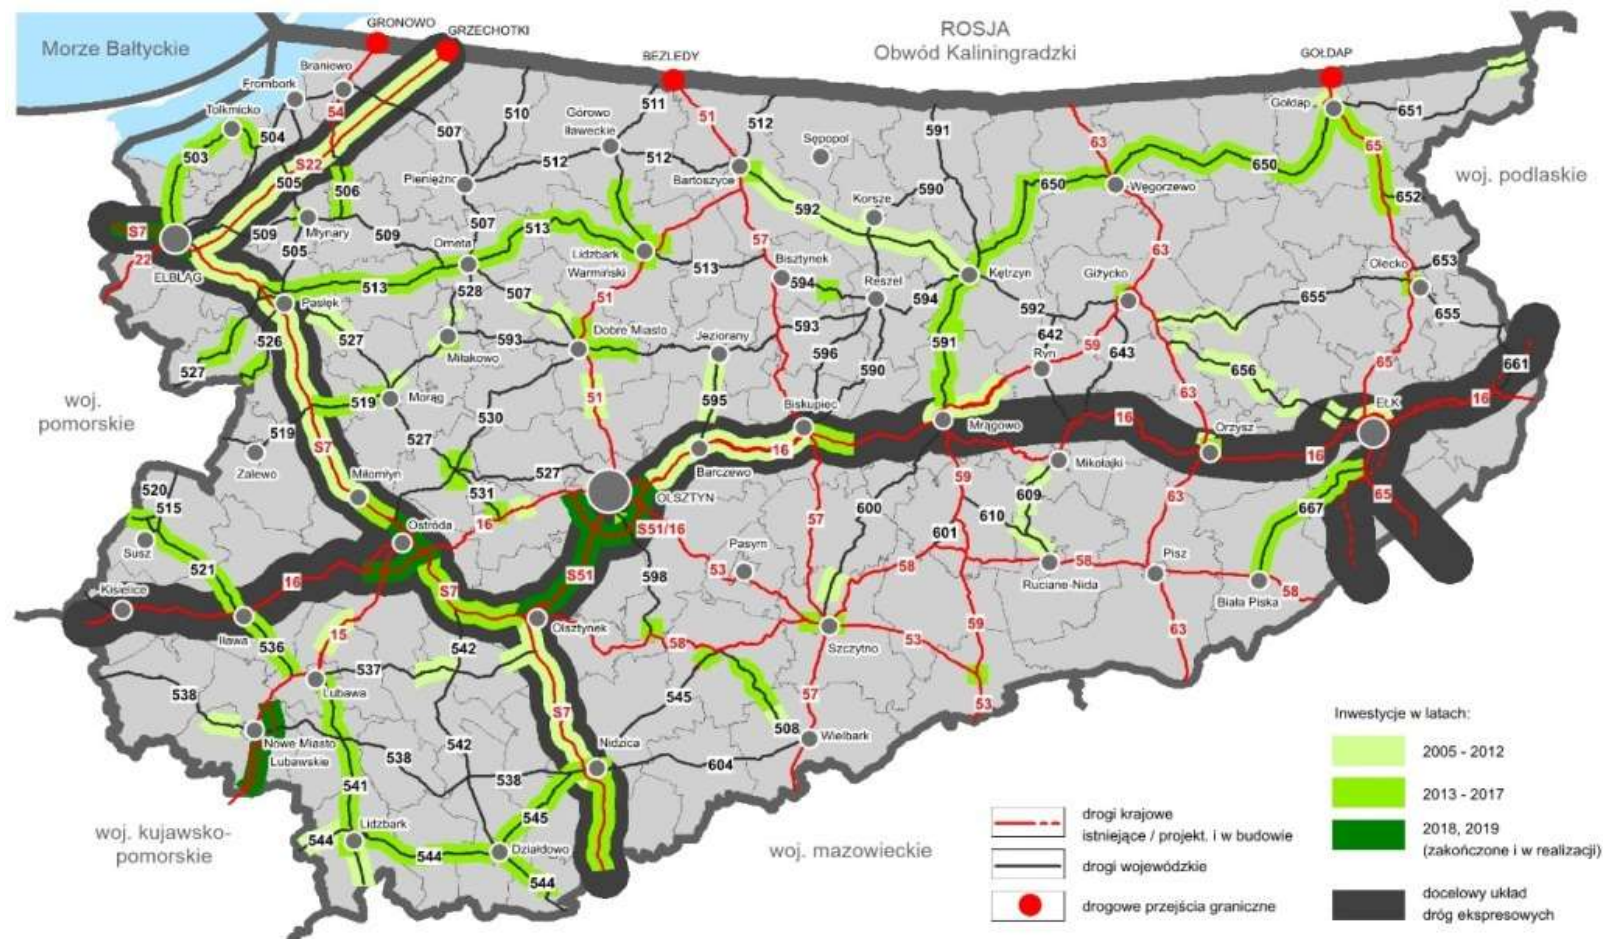 GRONOWO
GRZECHOTKI
ROSJA
Obwód Kaliningradzki
Morze Bałtyckie
BEZLEDY
GOŁDAP
Braniewo
Frombork
Tolkmicko
54
504
503
S22
505
506
507
510
511
Górowo
Iławeckie
512
512
51
512
Sępopol
591
63
Gołdap
651
65
650
650
652
woj. podlaskie
Pieniężno
Bartoszyce
Korsze
590
592
Węgorzewo
S7
22
ELBLĄG
509
505
Młynary
509
507
Orneta
513
Lidzbark
Warmiński
513
57
Bisztynek
594
Reszel
594
Kętrzyn
Giżycko
63
Olecko
653
655
655
Pasłęk
513
528
507
51
Dobre Miasto
Jeziorany
593
596
590
591
592
642
Ryn
59
643
63
65
656
661
526
527
527
Miłakowo
593
woj.
pomorskie
519
Morąg
530
51
595
Biskupiec
Mrągowo
16
Orzysz
EŁK
16
16
519
S7
527
Zalewo
Miłomłyn
527
531
Barczewo
16
Mikołajki
OLSZTYN
59
609
610
63
65
667
520
515
Susz
Ostróda
16
S51/16
57
600
601
521
Kisielice
16
S7
S51
598
Pasym
53
58
58
Ruciane-Nida
Pisz
Biała Piska
58
Iława
536
15
Olsztynek
58
Szczytno
53
59
63
542
537
Lubawa
538
545
57
53
508
Wielbark
S7
Nidzica
604
Nowe Miasto
Lubawskie
538
542
538
541
545
544
Lidzbark
544
Działdowo
544
woj. kujawsko-
pomorskie
woj. mazowieckie
Inwestycje w latach:
2005 - 2012
2013 - 2017
2018, 2019
(zakończone i w realizacji)
docelowy układ
dróg ekspresowych
drogi krajowe
istniejące / projekt. i w budowie
drogi wojewódzkie
drogowe przejścia graniczne